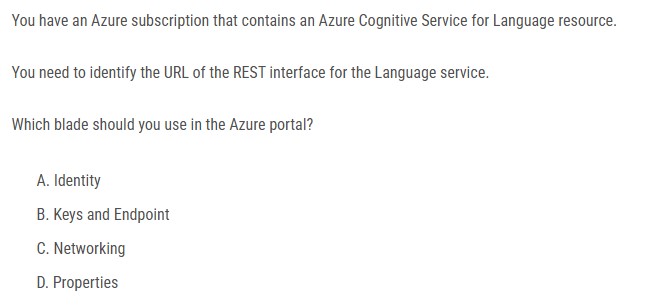 You have an Azure subscription that contains an Azure Cognitive Service for Language resource.
You need to identify the URL of the REST interface for the Language service.
Which blade should you use in the Azure portal?
A. Identity
B. Keys and Endpoint
C. Networking
D. Properties